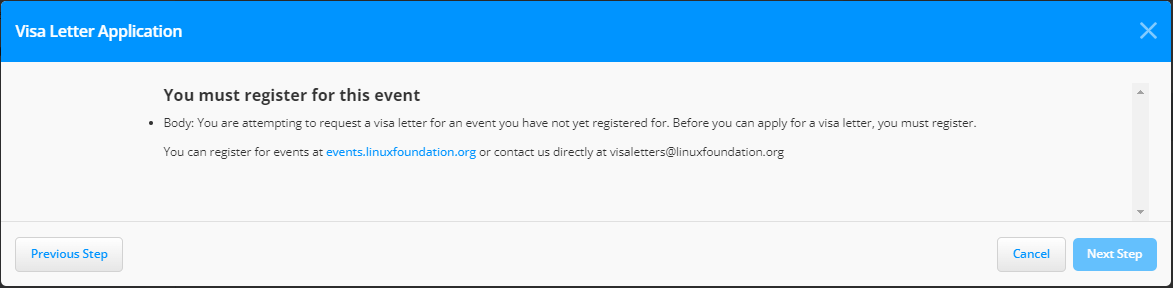 Visa Letter Application
You must register for this event
Body: You are attempting to request a visa letter for an event you have not yet registered for. Before you can apply for a visa letter, you must register.
You can register for events at events.linuxfoundation.org or contact us directly at visaletters@linuxfoundation.org
Previous Step
Cancel
Next Step